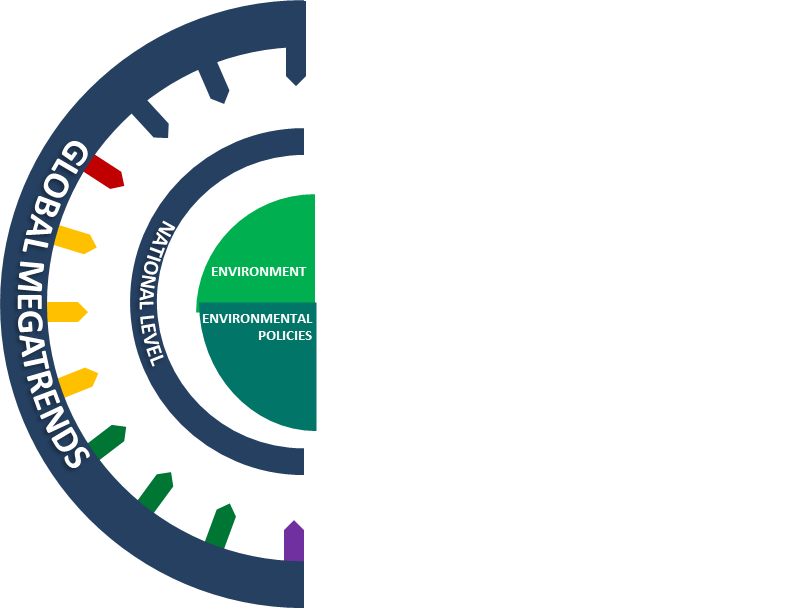 GLOBAL MEGATRENDS
NATIONAL LEVEL
ENVIRONMENT
ENVIRONMENTAL
POLICIES